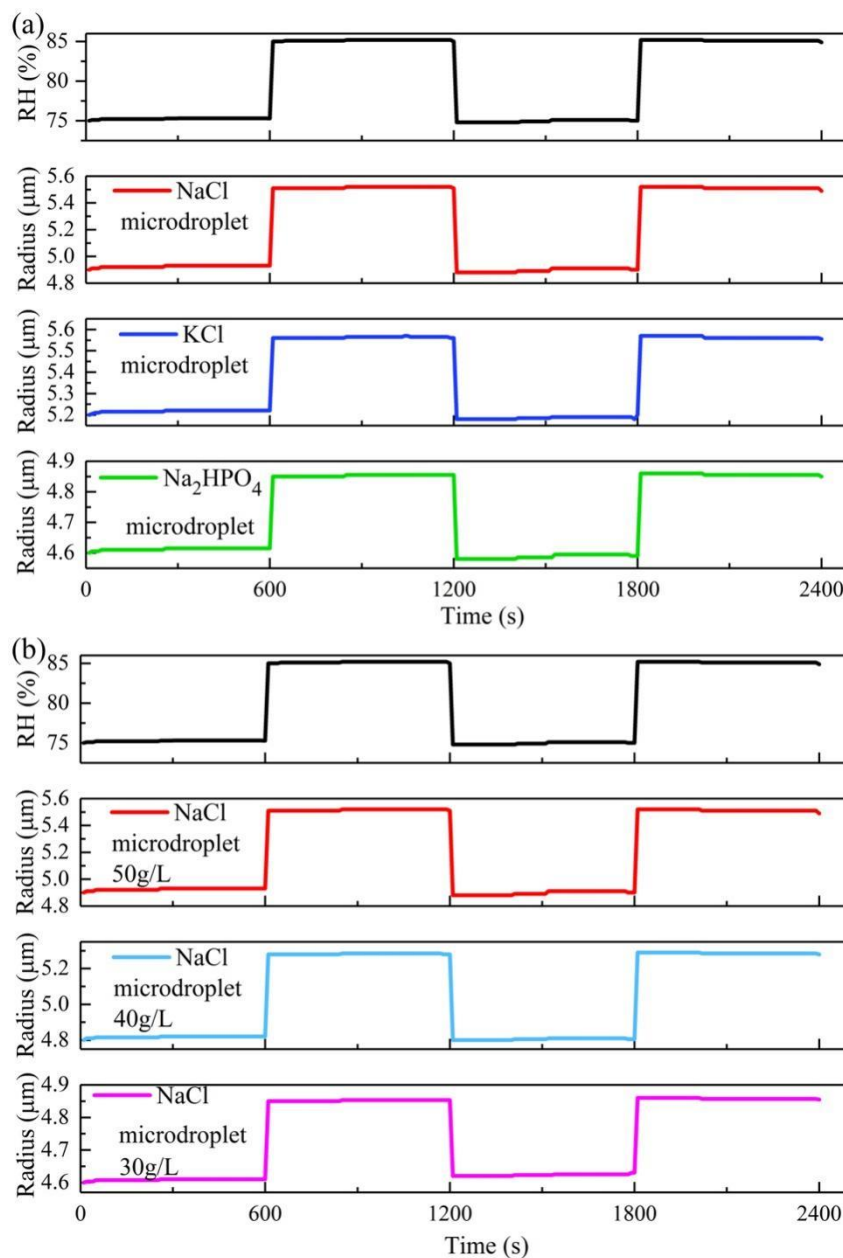 (a)
RH (%)
85
80
75
Radius (μm)
5.6
5.4
5.2
5.0
4.8
NaCl
microdroplet
Radius (μm)
5.6
5.5
5.4
5.3
5.2
KCl
microdroplet
Radius (μm)
4.9
4.8
4.7
4.6
Na₂HPO₄
microdroplet
0 600 1200 1800 2400
Time (s)
(b)
RH (%)
85
80
75
Radius (μm)
5.6
5.4
5.2
5.0
4.8
NaCl
microdroplet
50g/L
Radius (μm)
5.2
5.0
4.8
NaCl
microdroplet
40g/L
Radius (μm)
4.9
4.8
4.7
4.6
NaCl
microdroplet
30g/L
0 600 1200 1800 2400
Time (s)